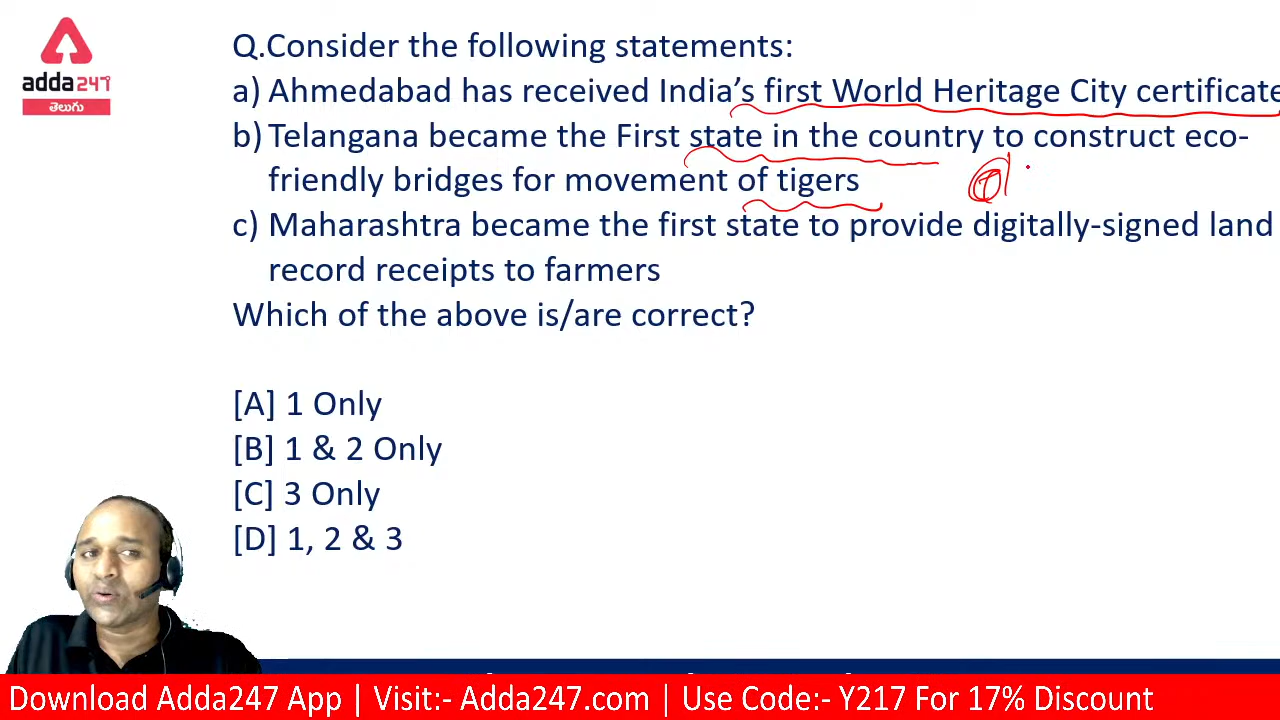 adda247
తెలుగు
Q.Consider the following statements:
a) Ahmedabad has received India's first World Heritage City certificate
b) Telangana became the First state in the country to construct eco-
friendly bridges for movement of tigers
c) Maharashtra became the first state to provide digitally-signed land
record receipts to farmers
Which of the above is/are correct?
[A] 1 Only
[B] 1 & 2 Only
[C] 3 Only
[D] 1, 2 & 3
Download Adda247 App | Visit:- Adda247.com | Use Code:- Y217 For 17% Discount